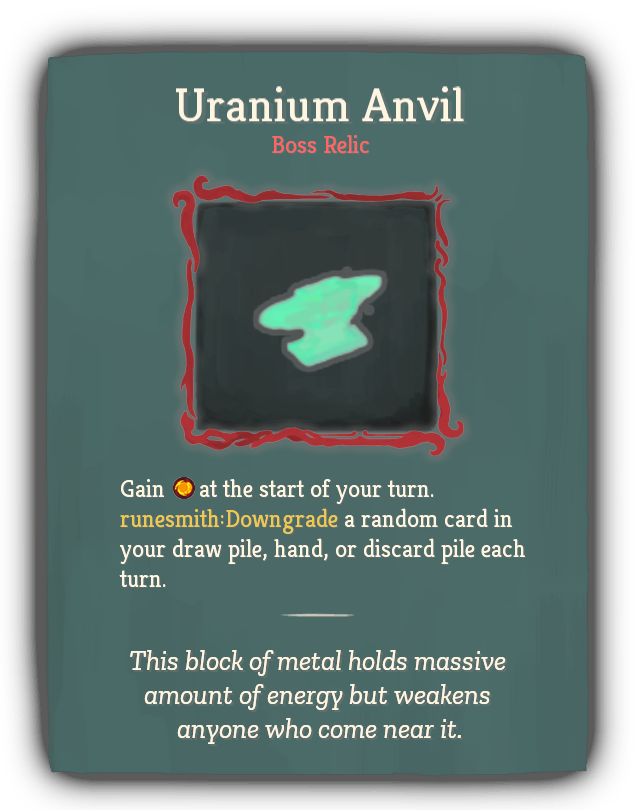 Uranium Anvil
Boss Relic
Gain at the start of your turn.
runesmith:Downgrade a random card in
your draw pile, hand, or discard pile each
turn.
This block of metal holds massive
amount of energy but weakens
anyone who come near it.